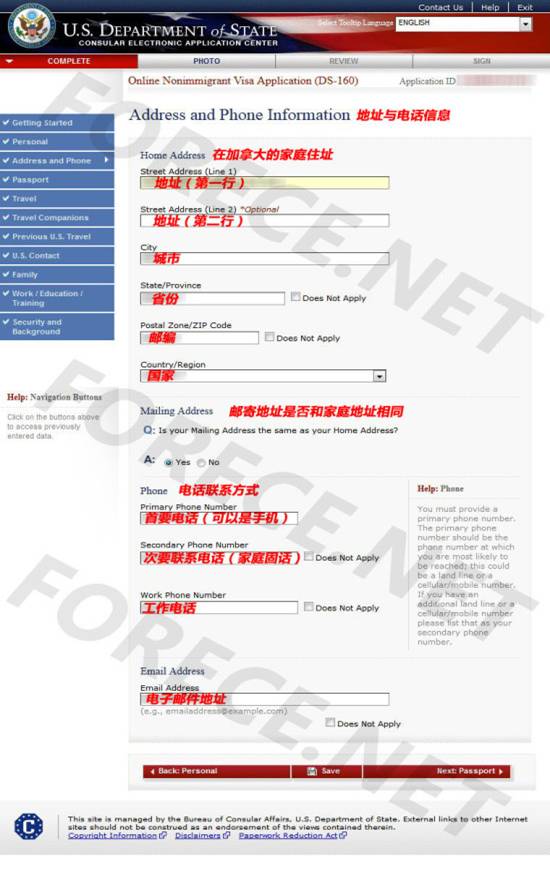 Contact Us | Help | Exit
U.S. DEPARTMENT of STATE
CONSULAR ELECTRONIC APPLICATION CENTER
Select Tooltip Language ENGLISH
COMPLETE PHOTO REVIEW SIGN
Online Nonimmigrant Visa Application (DS-160) Application ID
Getting Started
Personal
Address and Phone
Passport
Travel
Travel Companions
Previous U.S. Travel
U.S. Contact
Family
Work / Education /
Training
Security and
Background
Help: Navigation Buttons
Click on the buttons above
to access previously
entered data.
Address and Phone Information 地址与电话信息
Home Address 在加拿大的家庭住址
Street Address (Line 1)
地址（第一行）
Street Address (Line 2) *Optional
地址（第二行）
City
城市
State/Province
省份 Does Not Apply
Postal Zone/ZIP Code
邮编 Does Not Apply
Country/Region
国家
Mailing Address 邮寄地址是否和家庭地址相同
Q: Is your Mailing Address the same as your Home Address?
A: Yes No
Phone 电话联系方式
Primary Phone Number
首要电话（可以是手机）
Secondary Phone Number
次要联系电话（家庭固话） Does Not Apply
Work Phone Number
工作电话 Does Not Apply
Help: Phone
You must provide a
primary phone number.
The primary phone
number should be the
phone number at which
you are most likely to
be reached; this could
be a land line or a
cellular/mobile number.
If you have an
additional land line or a
cellular/mobile number
please list that as your
secondary phone
number.
Email Address
Email Address
电子邮件地址
(e.g., emailaddress@example.com)
Does Not Apply
Back: Personal Save Next: Passport
This site is managed by the Bureau of Consular Affairs, U.S. Department of State. External links to other Internet
sites should not be construed as an endorsement of the views contained therein.
Copyright Information Disclaimers Paperwork Reduction Act
FORECE.NET
FORECE.NET
FORECE.NET